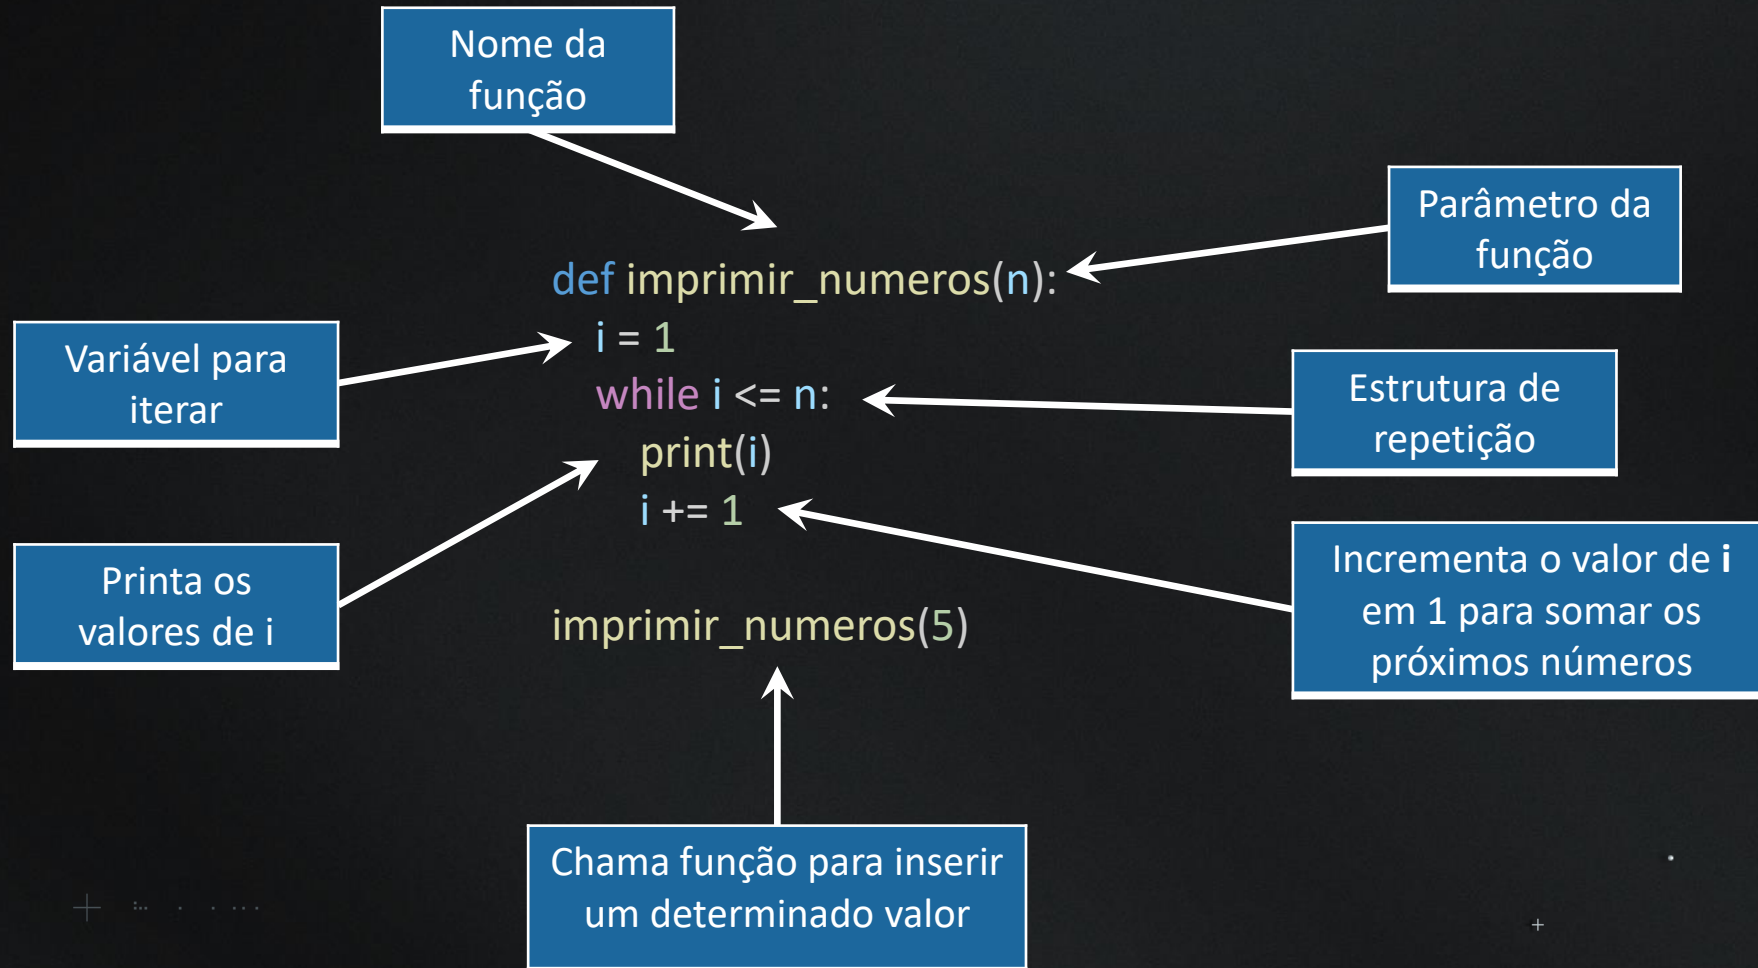 Nome da
função
Parâmetro da
função
def imprimir_numeros(n):
i = 1
Variável para
iterar
while i <= n:
Estrutura de
repetição
print(i)
i += 1
Printa os
valores de i
Incrementa o valor de i
em 1 para somar os
próximos números
imprimir_numeros(5)
Chama função para inserir
um determinado valor